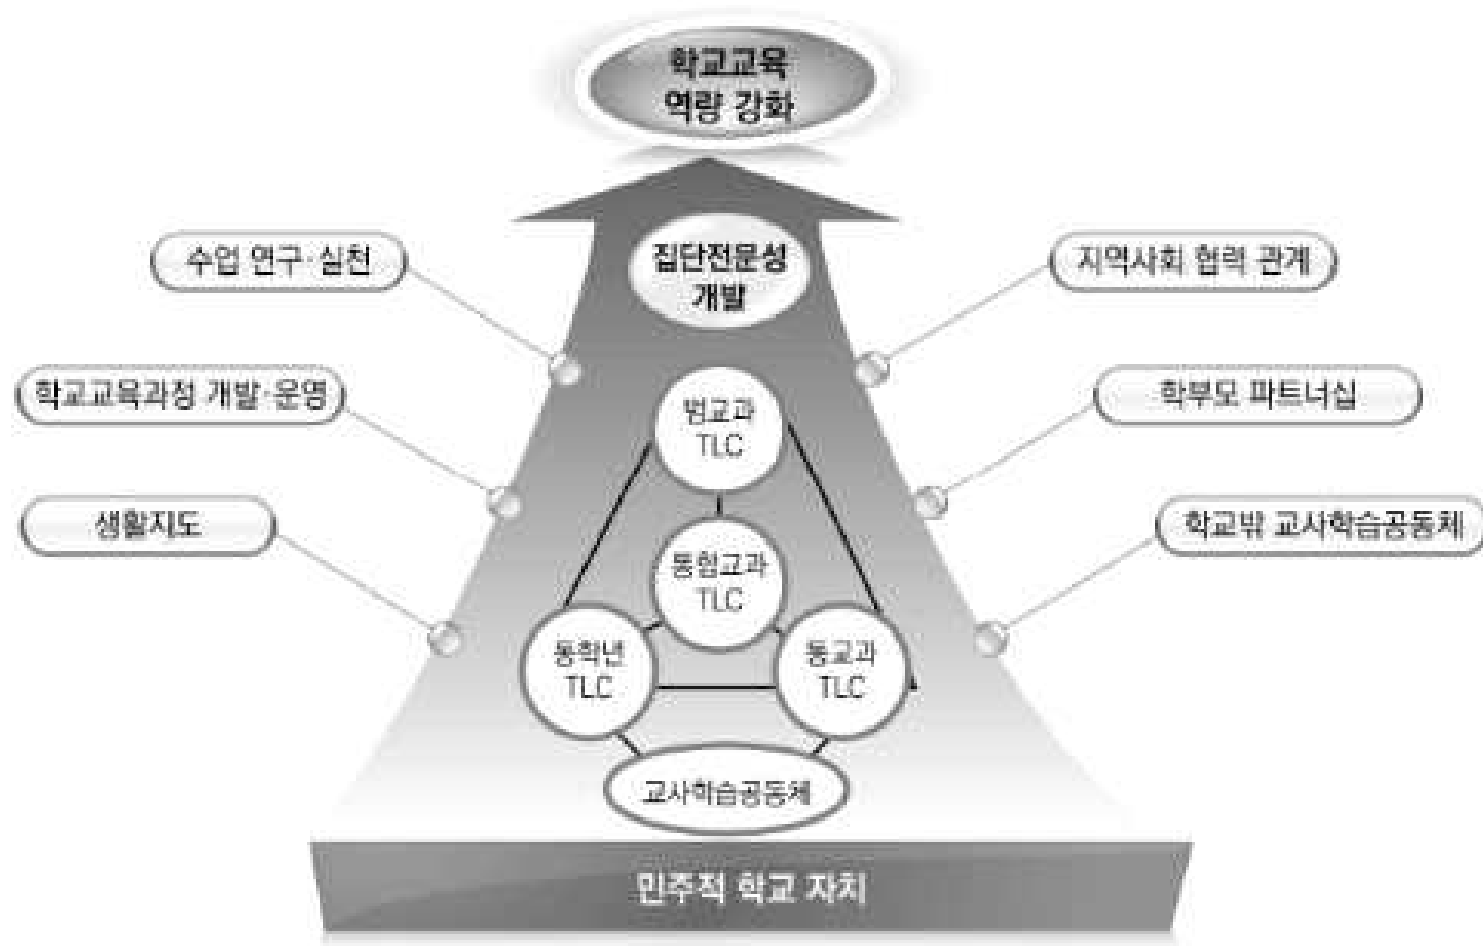 학교교육
역량 강화
집단전문성
개발
수업 연구·실천
지역사회 협력 관계
학교교육과정 개발·운영
학부모 파트너십
생활지도
학교밖 교사학습공동체
범교과
TLC
통합교과
TLC
동학년
TLC
동교과
TLC
교사학습공동체
민주적 학교 자치